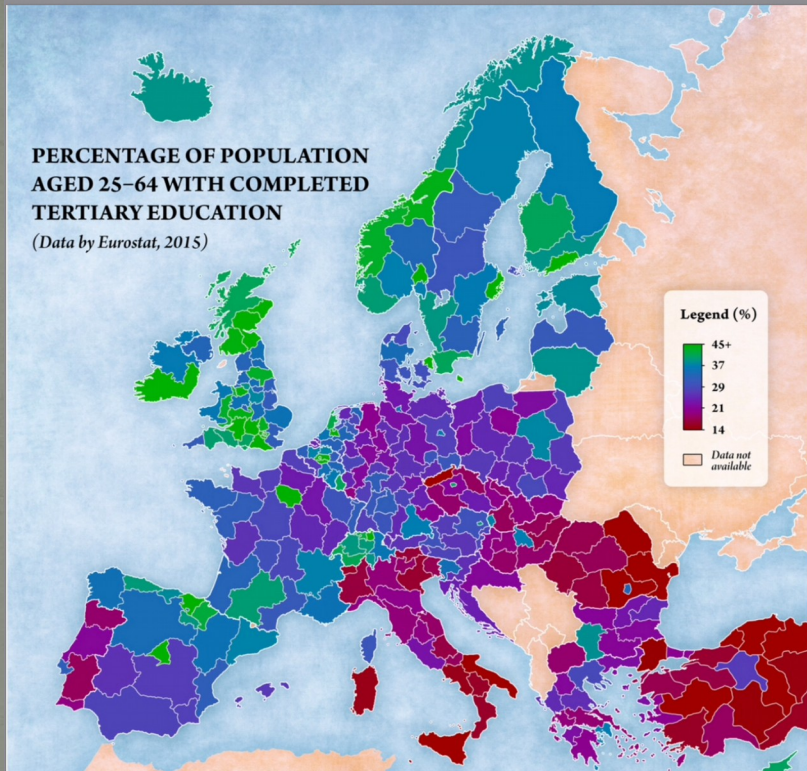 PERCENTAGE OF POPULATION
AGED 25–64 WITH COMPLETED
TERTIARY EDUCATION
(Data by Eurostat, 2015)
Legend (%)
45+
37
29
21
14
Data not
available